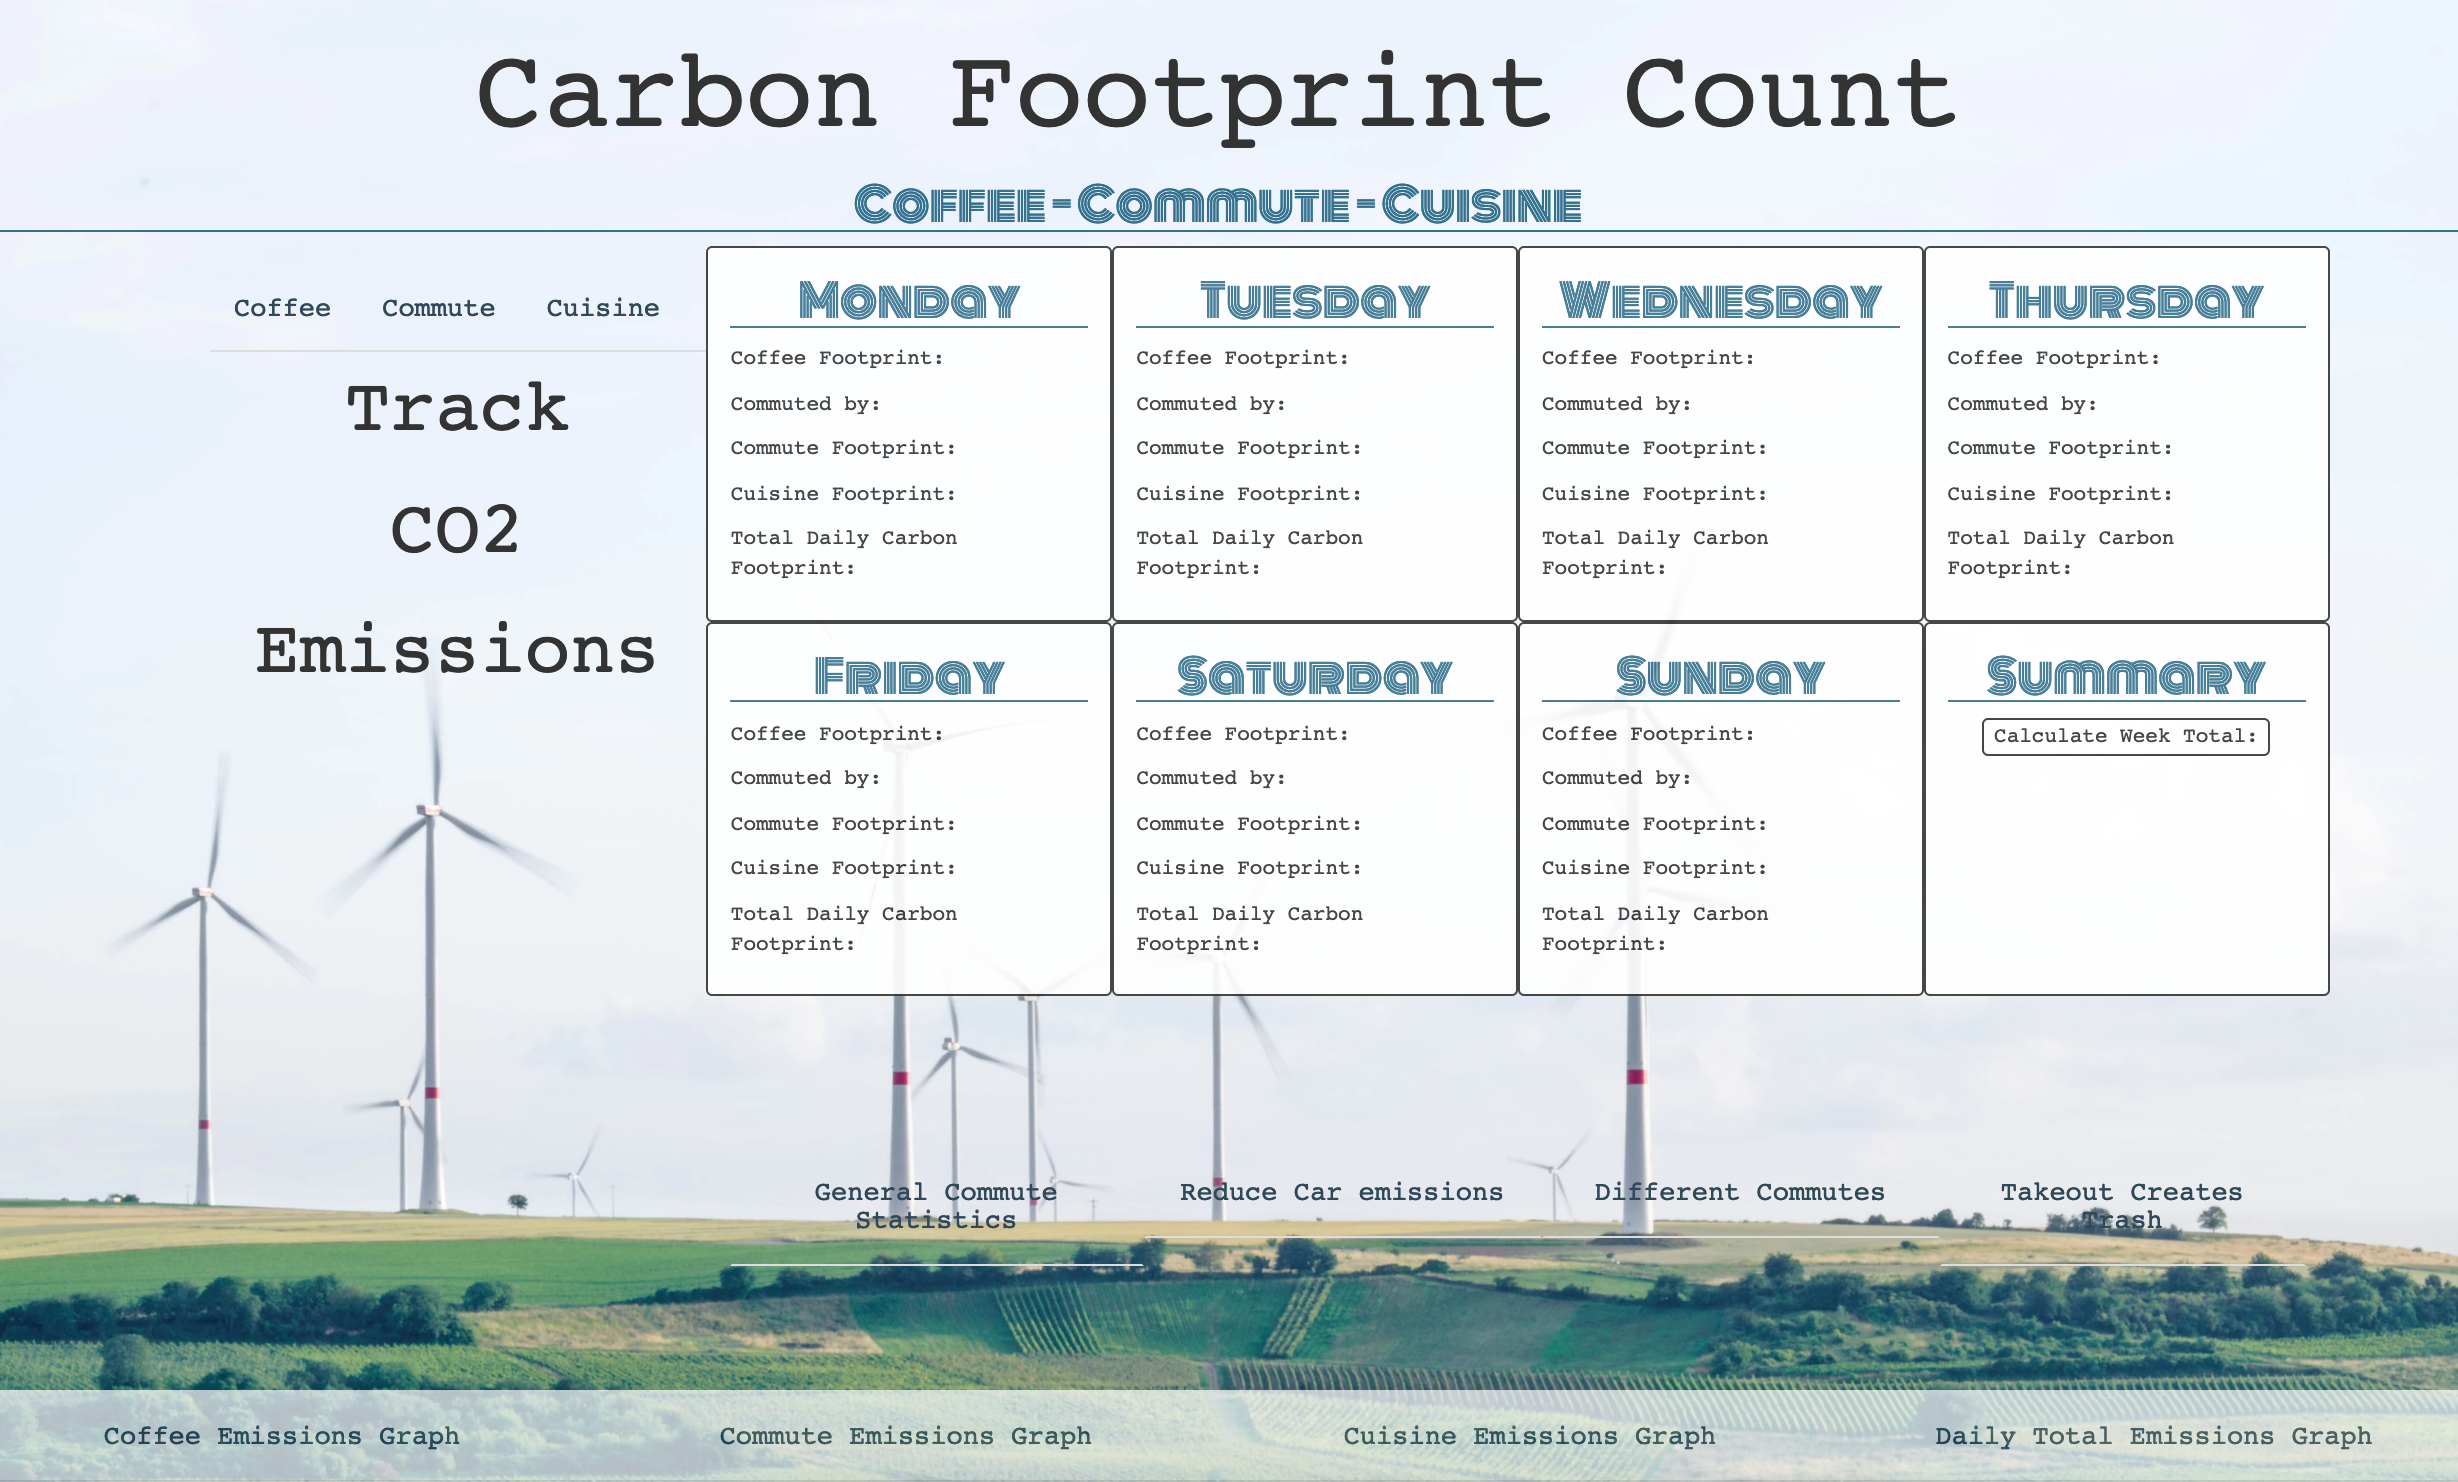 Carbon Footprint Count
Coffee-Commute-Cuisine
Coffee Commute Cuisine
Track
CO2
Emissions
Monday
Coffee Footprint:
Commuted by:
Commute Footprint:
Cuisine Footprint:
Total Daily Carbon
Footprint:
Tuesday
Coffee Footprint:
Commuted by:
Commute Footprint:
Cuisine Footprint:
Total Daily Carbon
Footprint:
Wednesday
Coffee Footprint:
Commuted by:
Commute Footprint:
Cuisine Footprint:
Total Daily Carbon
Footprint:
Thursday
Coffee Footprint:
Commuted by:
Commute Footprint:
Cuisine Footprint:
Total Daily Carbon
Footprint:
Friday
Coffee Footprint:
Commuted by:
Commute Footprint:
Cuisine Footprint:
Total Daily Carbon
Footprint:
Saturday
Coffee Footprint:
Commuted by:
Commute Footprint:
Cuisine Footprint:
Total Daily Carbon
Footprint:
Sunday
Coffee Footprint:
Commuted by:
Commute Footprint:
Cuisine Footprint:
Total Daily Carbon
Footprint:
Summary
Calculate Week Total:
General Commute
Statistics
Reduce Car emissions
Different Commutes
Takeout Creates
Trash
Coffee Emissions Graph
Commute Emissions Graph
Cuisine Emissions Graph
Daily Total Emissions Graph